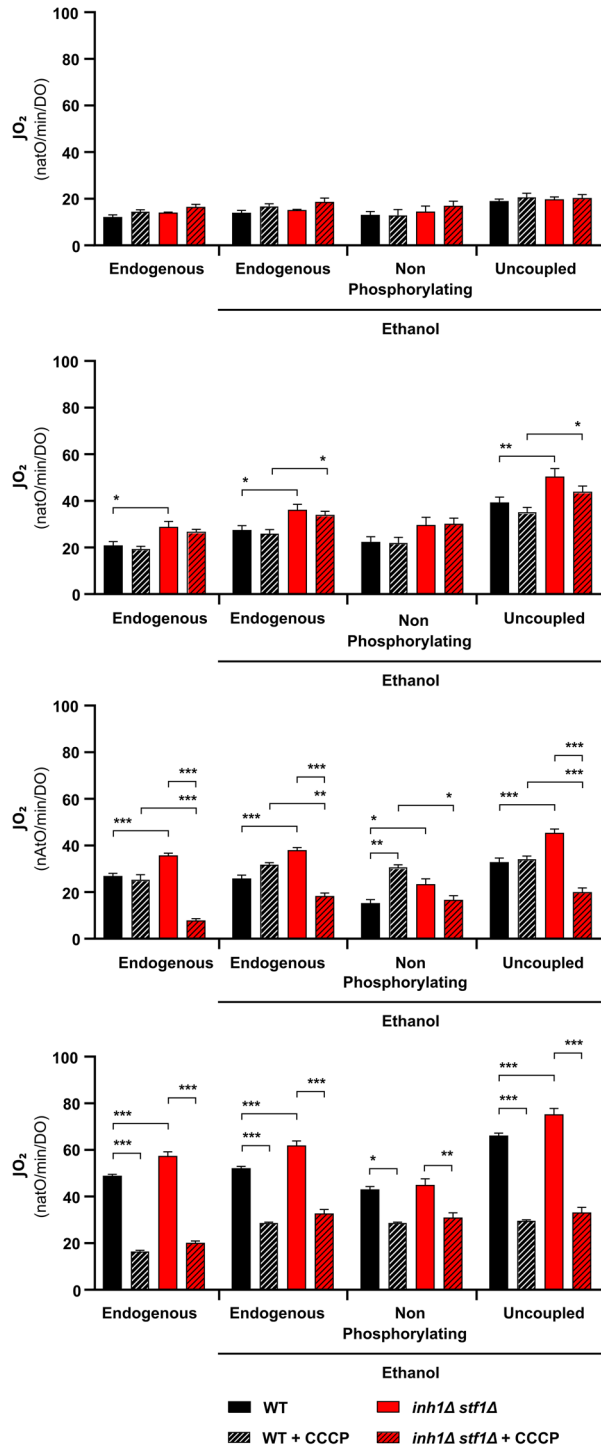 JO₂
(natO/min/DO)
100
80
60
40
20
0
Endogenous Endogenous Non Phosphorylating Uncoupled
Ethanol
JO₂
(natO/min/DO)
100
80
60
40
20
0
*
*
*
**
*
Endogenous Endogenous Non Phosphorylating Uncoupled
Ethanol
JO₂
(nAtO/min/DO)
100
80
60
40
20
0
***
***
***
***
**
***
*
*
**
***
***
***
Endogenous Endogenous Non Phosphorylating Uncoupled
Ethanol
JO₂
(natO/min/DO)
100
80
60
40
20
0
***
***
***
***
***
***
**
*
***
***
***
Endogenous Endogenous Non Phosphorylating Uncoupled
Ethanol
WT inh1Δ stf1Δ
WT + CCCP inh1Δ stf1Δ + CCCP